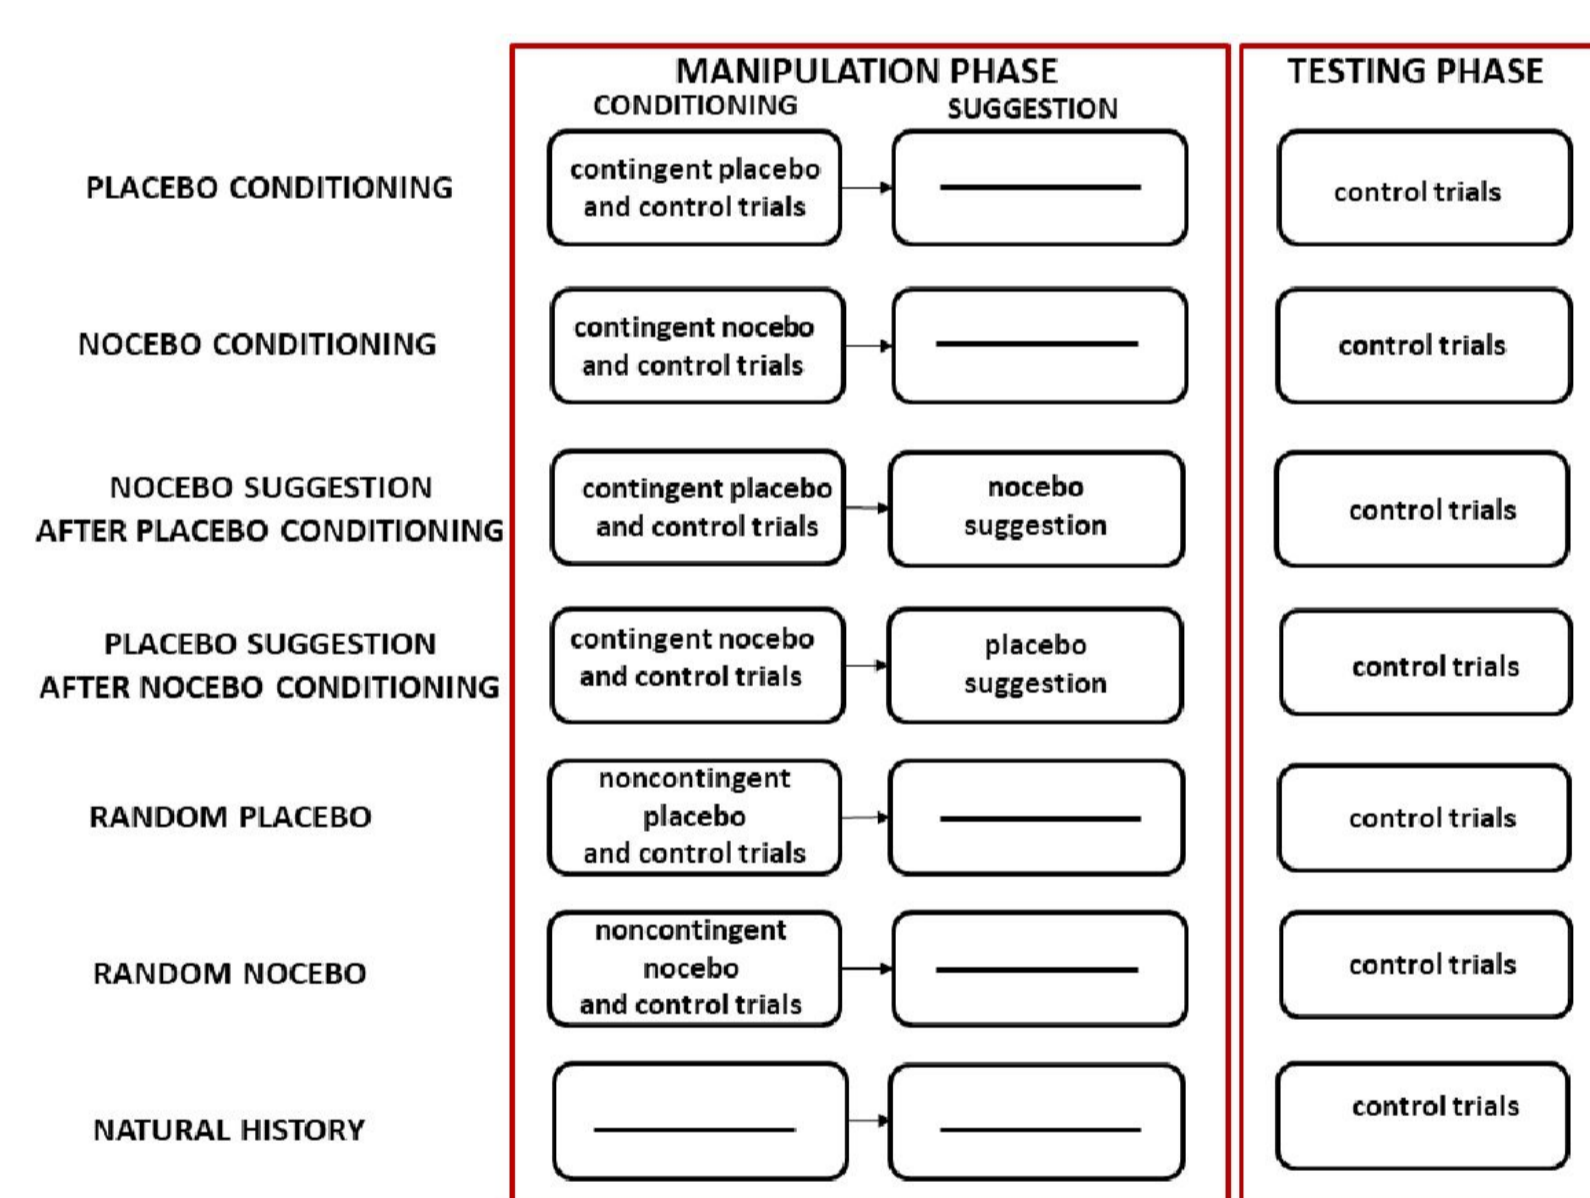 MANIPULATION PHASE
TESTING PHASE
CONDITIONING
SUGGESTION
PLACEBO CONDITIONING
contingent placebo
and control trials
control trials
NOCEBO CONDITIONING
contingent nocebo
and control trials
control trials
NOCEBO SUGGESTION
AFTER PLACEBO CONDITIONING
contingent placebo
and control trials
nocebo
suggestion
control trials
PLACEBO SUGGESTION
AFTER NOCEBO CONDITIONING
contingent nocebo
and control trials
placebo
suggestion
control trials
RANDOM PLACEBO
noncontingent
placebo
and control trials
control trials
RANDOM NOCEBO
noncontingent
nocebo
and control trials
control trials
NATURAL HISTORY
control trials